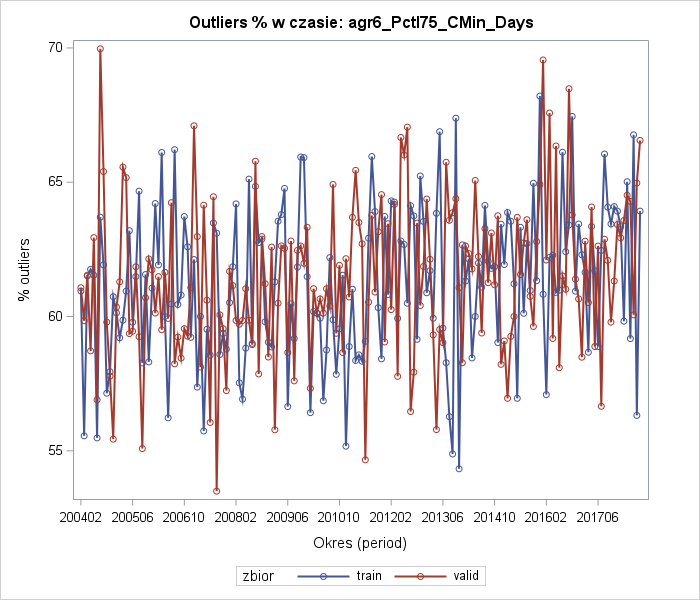 Outliers % w czasie: agr6_Pctl75_CMin_Days
70
65
60
55
% outliers
200402 200506 200610 200802 200906 201010 201202 201306 201410 201602 201706
Okres (period)
zbior train valid